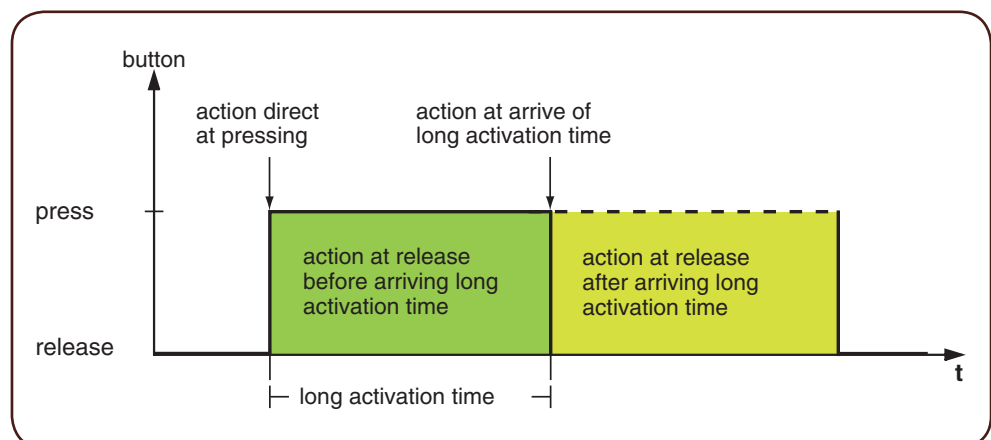 button
action direct
at pressing
action at arrive of
long activation time
press
action at release
before arriving long
activation time
action at release
after arriving long
activation time
release
t
long activation time